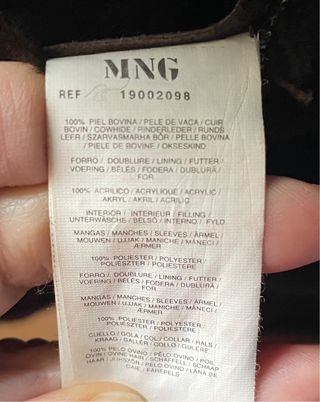 MNG
REF 19002098
100% PIEL BOVINA / PELE DE VACA / CUIR
BOVIN / COWHIDE / RINDERLEDER / RUNDS
LEER / SZARVASMARHA BŐR / PELLE BOVINA
/ PELLE DI BOVINE / OKSESKIND
FORRO / DOUBLURE / LINING / FUTTER /
VOERING / BÉLÉS / FODERA / DUBLURĂ /
FOR
100% ACRILICO / ACRYLIQUE / ACRYLIC /
AKRYL / AKRIL / ACRILIC
INTERIOR / INTERIEUR / FILLING /
UNTERWÄSCHE / BELSŐ / INTERNO / FYLD
MANGAS / MANCHES / SLEEVES / ÄRMEL /
MOUWEN / UJJAK / MANICHE / MÂNECI /
ÆRMER
100% POLIESTER / POLYESTER /
POLIÉSZTER / POLIESTERE
FORRO / DOUBLURE / LINING / FUTTER /
VOERING / BÉLÉS / FODERA / DUBLURĂ /
FOR
MANGAS / MANCHES / SLEEVES / ÄRMEL /
MOUWEN / UJJAK / MANICHE / MÂNECI /
ÆRMER
100% POLIESTER / POLYESTER /
POLIÉSZTER / POLIESTERE
CUELLO / GOLA / COL / COLLAR / HALS /
KRAAG / GALLÉR / COLLO / GULERE
100% PELO OVINO / PÊLO OVINO / POIL
OVIN / OVINE HAIR / SCHAFFELL / SCHAAP
HAAR / JUHSZŐR / PELO OVINO / LÂNĂ DE
OAIE / FÅREPELS